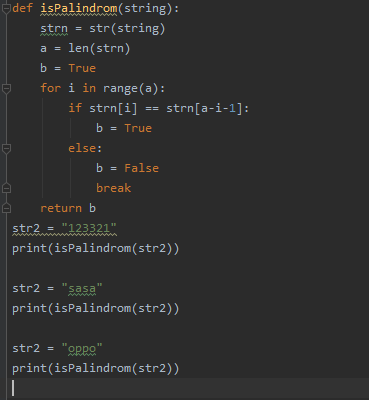 def isPalindrom(string):
    strn = str(string)
    a = len(strn)
    b = True
    for i in range(a):
        if strn[i] == strn[a-i-1]:
            b = True
        else:
            b = False
            break
    return b
str2 = "123321"
print(isPalindrom(str2))

str2 = "sasa"
print(isPalindrom(str2))

str2 = "oppo"
print(isPalindrom(str2))